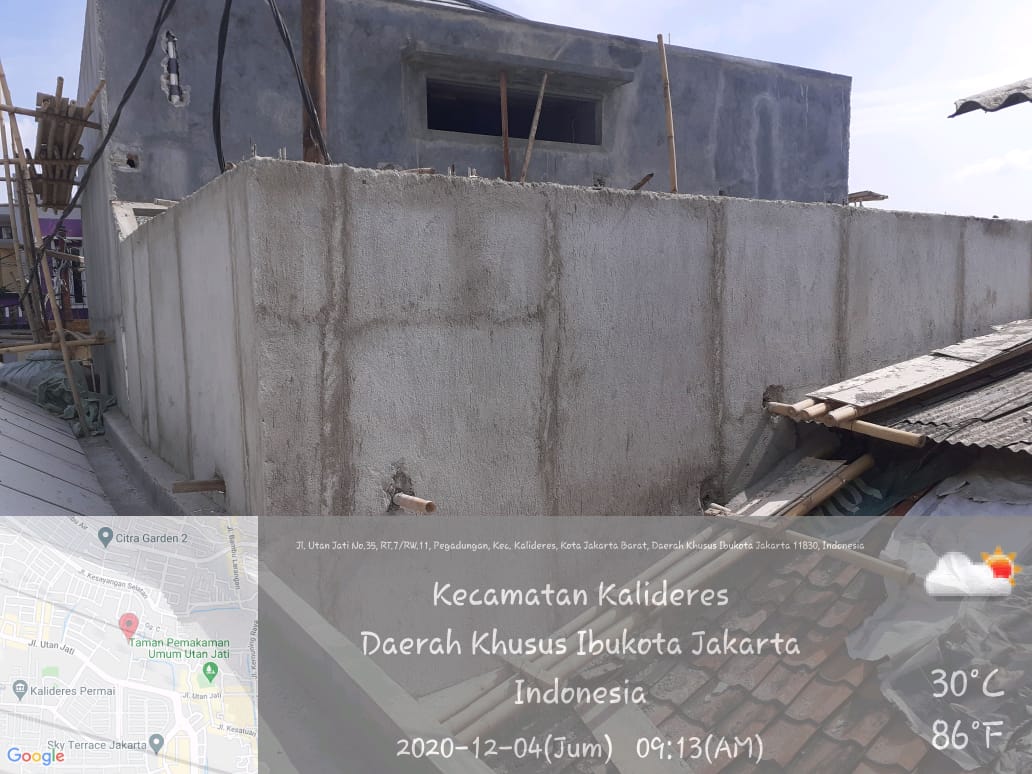 Jl. Utan Jati No.35, RT.7/RW.11, Pegadungan, Kec. Kalideres, Kota Jakarta Barat, Daerah Khusus Ibukota Jakarta 11830, Indonesia
Kecamatan Kalideres
Daerah Khusus Ibukota Jakarta
Indonesia
2020-12-04(Jum) 09:13(AM)
30°C
86°F
Citra Garden 2
Jl. Kesayangan Selatan
Jl. Utan Jati
Taman Pemakaman
Umum Utan Jati
Kalideres Permai
Jl. Utan Jati
Sky Terrace Jakarta
Google